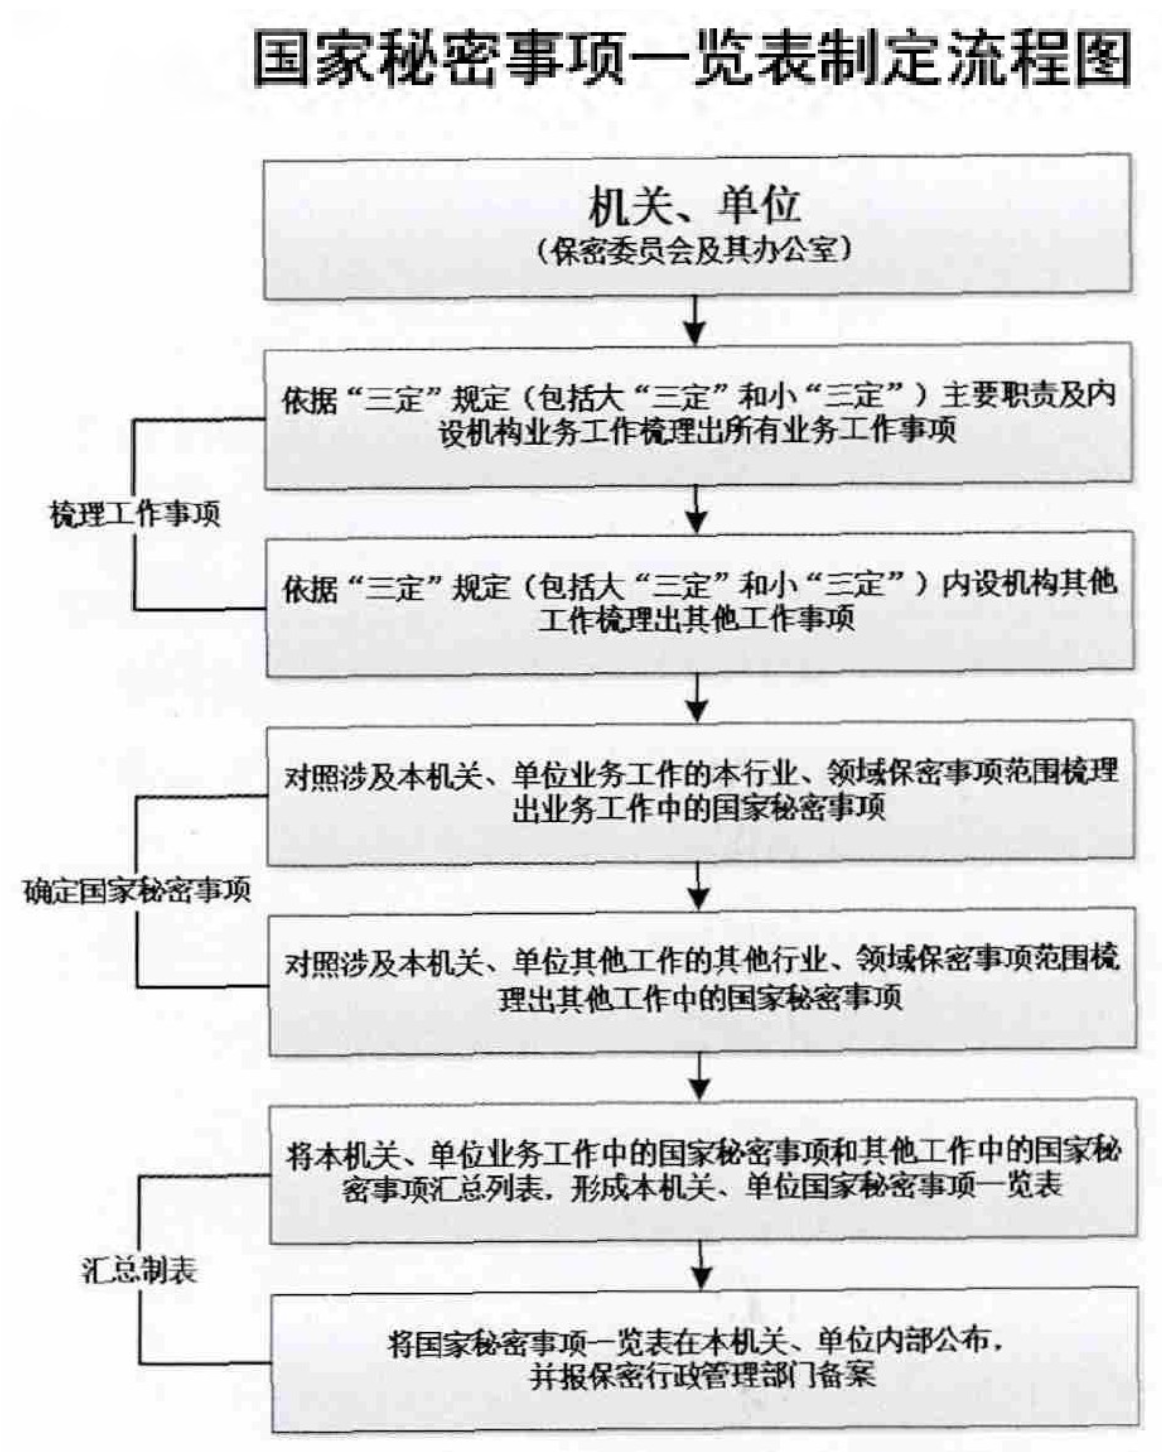 国家秘密事项一览表制定流程图
机关、单位
（保密委员会及其办公室）
依据“三定”规定（包括大“三定”和小“三定”）主要职责及内
设机构业务工作梳理出所有业务工作事项
梳理工作事项
依据“三定”规定（包括大“三定”和小“三定”）内设机构其他
工作梳理出其他工作事项
对照涉及本机关、单位业务工作的本行业、领域保密事项范围梳理
出业务工作中的国家秘密事项
确定国家秘密事项
对照涉及本机关、单位其他工作的其他行业、领域保密事项范围梳
理出其他工作中的国家秘密事项
将本机关、单位业务工作中的国家秘密事项和其他工作中的国家秘
密事项汇总列表，形成本机关、单位国家秘密事项一览表
汇总制表
将国家秘密事项一览表在本机关、单位内部公布，
并报保密行政管理部门备案